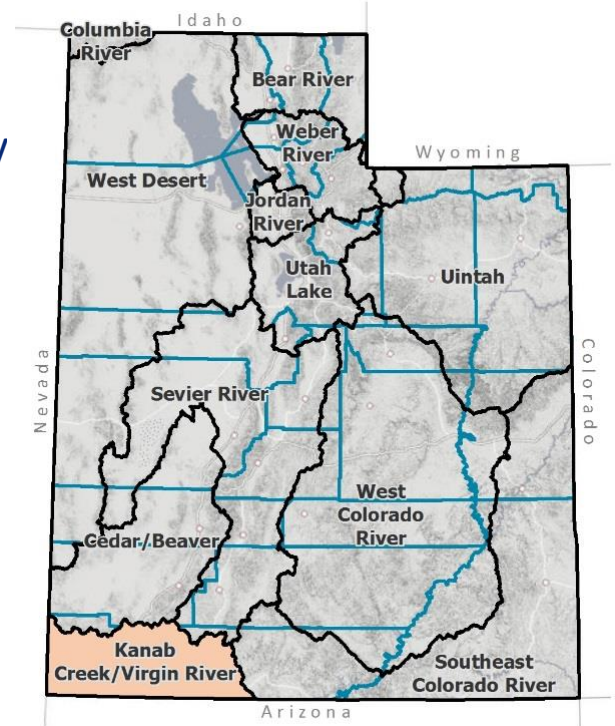 Idaho
Columbia
River
Bear River
Weber
River
Wyoming
West Desert
Jordan
River
Utah
Lake
Uintah
Nevada
Colorado
Sevier River
West
Colorado
River
Cedar/Beaver
Kanab
Creek/Virgin River
Southeast
Colorado River
Arizona